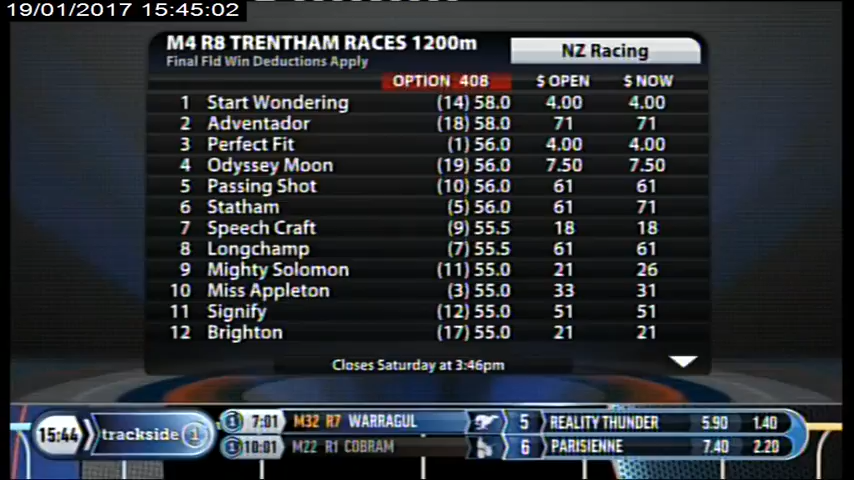 19/01/2017 15:45:02
M4 R8 TRENTHAM RACES 1200m
NZ Racing
Final Fld Win Deductions Apply
OPTION 408 $ OPEN $ NOW
1 Start Wondering (14) 58.0 4.00 4.00
2 Adventador (18) 58.0 71 71
3 Perfect Fit (1) 56.0 4.00 4.00
4 Odyssey Moon (19) 56.0 7.50 7.50
5 Passing Shot (10) 56.0 61 61
6 Statham (5) 56.0 61 71
7 Speech Craft (9) 55.5 18 18
8 Longchamp (7) 55.5 61 61
9 Mighty Solomon (11) 55.0 21 26
10 Miss Appleton (3) 55.0 33 31
11 Signify (12) 55.0 51 51
12 Brighton (17) 55.0 21 21
Closes Saturday at 3:46pm
15:44 trackside 1
1 7:01 M32 R7 WARRAGUL 5 REALITY THUNDER 5.90 1.40
1 10:01 M22 R1 COBRAM 6 PARISIENNE 7.40 2.20